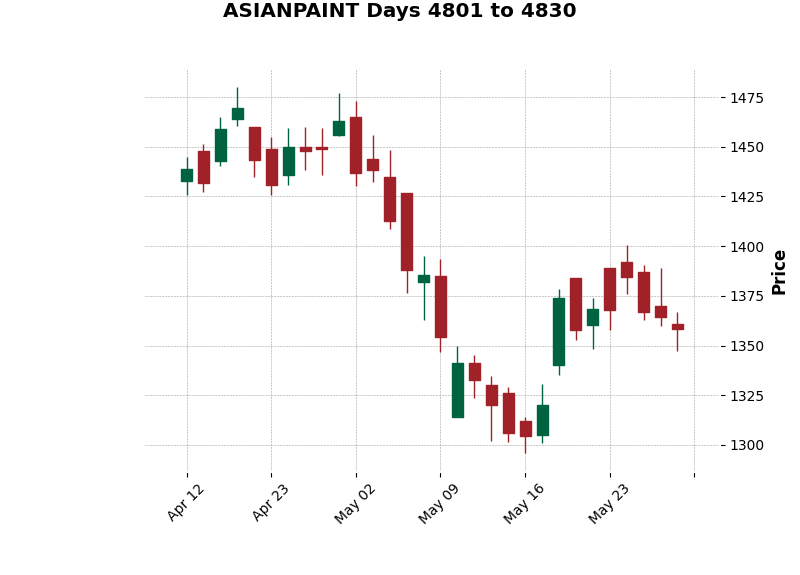 ASIANPAINT Days 4801 to 4830
1475
1450
1425
1400
1375
1350
1325
1300
Price
Apr 12
Apr 23
May 02
May 09
May 16
May 23